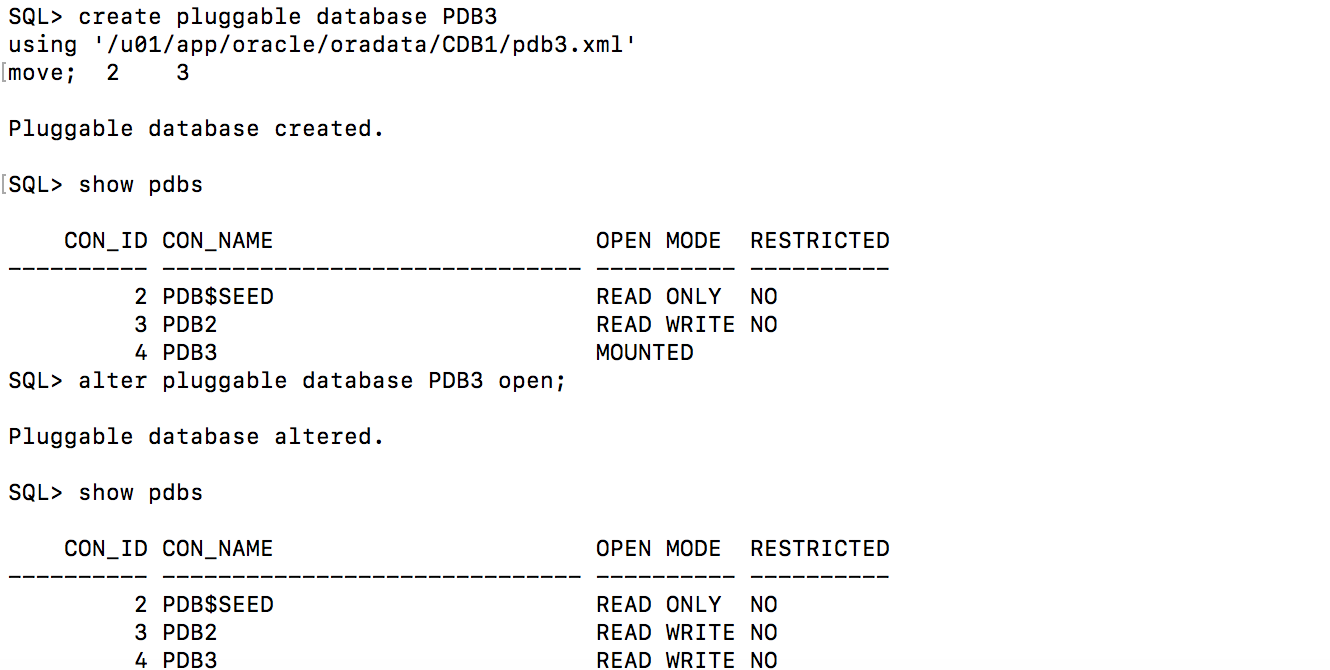 SQL> create pluggable database PDB3
using '/u01/app/oracle/oradata/CDB1/pdb3.xml'
[move;  2    3
Pluggable database created.
[SQL> show pdbs
    CON_ID CON_NAME                       OPEN MODE  RESTRICTED
---------- ------------------------------ ---------- ----------
         2 PDB$SEED                       READ ONLY  NO
         3 PDB2                           READ WRITE NO
         4 PDB3                           MOUNTED
SQL> alter pluggable database PDB3 open;
Pluggable database altered.
SQL> show pdbs
    CON_ID CON_NAME                       OPEN MODE  RESTRICTED
---------- ------------------------------ ---------- ----------
         2 PDB$SEED                       READ ONLY  NO
         3 PDB2                           READ WRITE NO
         4 PDB3                           READ WRITE NO